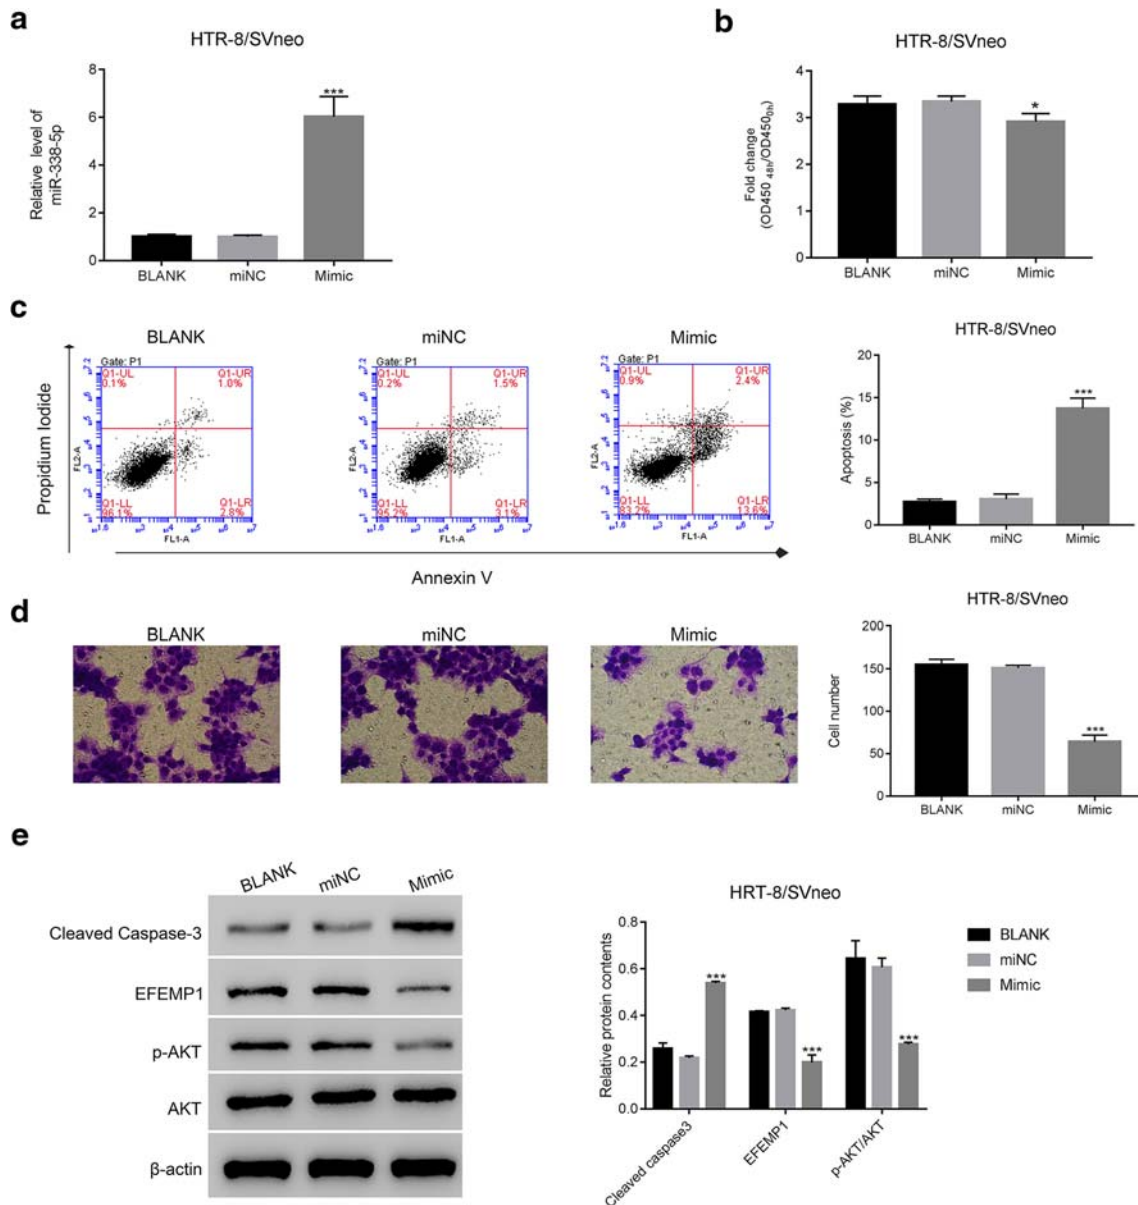 a
HTR-8/SVneo
Relative level of
miR-338-5p
8
6
4
2
0
***
BLANK
miNC
Mimic
b
HTR-8/SVneo
Fold change
(OD450 48h/OD450 0h)
4
3
2
1
0
*
BLANK
miNC
Mimic
c
Propidium Iodide
BLANK
Gate: P1
Q1-UL
0.1%
Q1-UR
1.0%
Q1-LL
96.1%
Q1-LR
2.8%
FL2-A
FL1-A
miNC
Gate: P1
Q1-UL
0.2%
Q1-UR
1.5%
Q1-LL
95.2%
Q1-LR
3.1%
FL2-A
FL1-A
Mimic
Gate: P1
Q1-UL
0.9%
Q1-UR
2.4%
Q1-LL
83.2%
Q1-LR
13.6%
FL2-A
FL1-A
Annexin V
HTR-8/SVneo
Apoptosis (%)
20
15
10
5
0
***
BLANK
miNC
Mimic
d
BLANK
miNC
Mimic
HTR-8/SVneo
Cell number
200
150
100
50
0
***
BLANK
miNC
Mimic
e
BLANK
miNC
Mimic
Cleaved Caspase-3
EFEMP1
p-AKT
AKT
β-actin
HRT-8/SVneo
Relative protein contents
0.8
0.6
0.4
0.2
0.0
***
***
***
Cleaved caspase3
EFEMP1
p-AKT/AKT
BLANK
miNC
Mimic